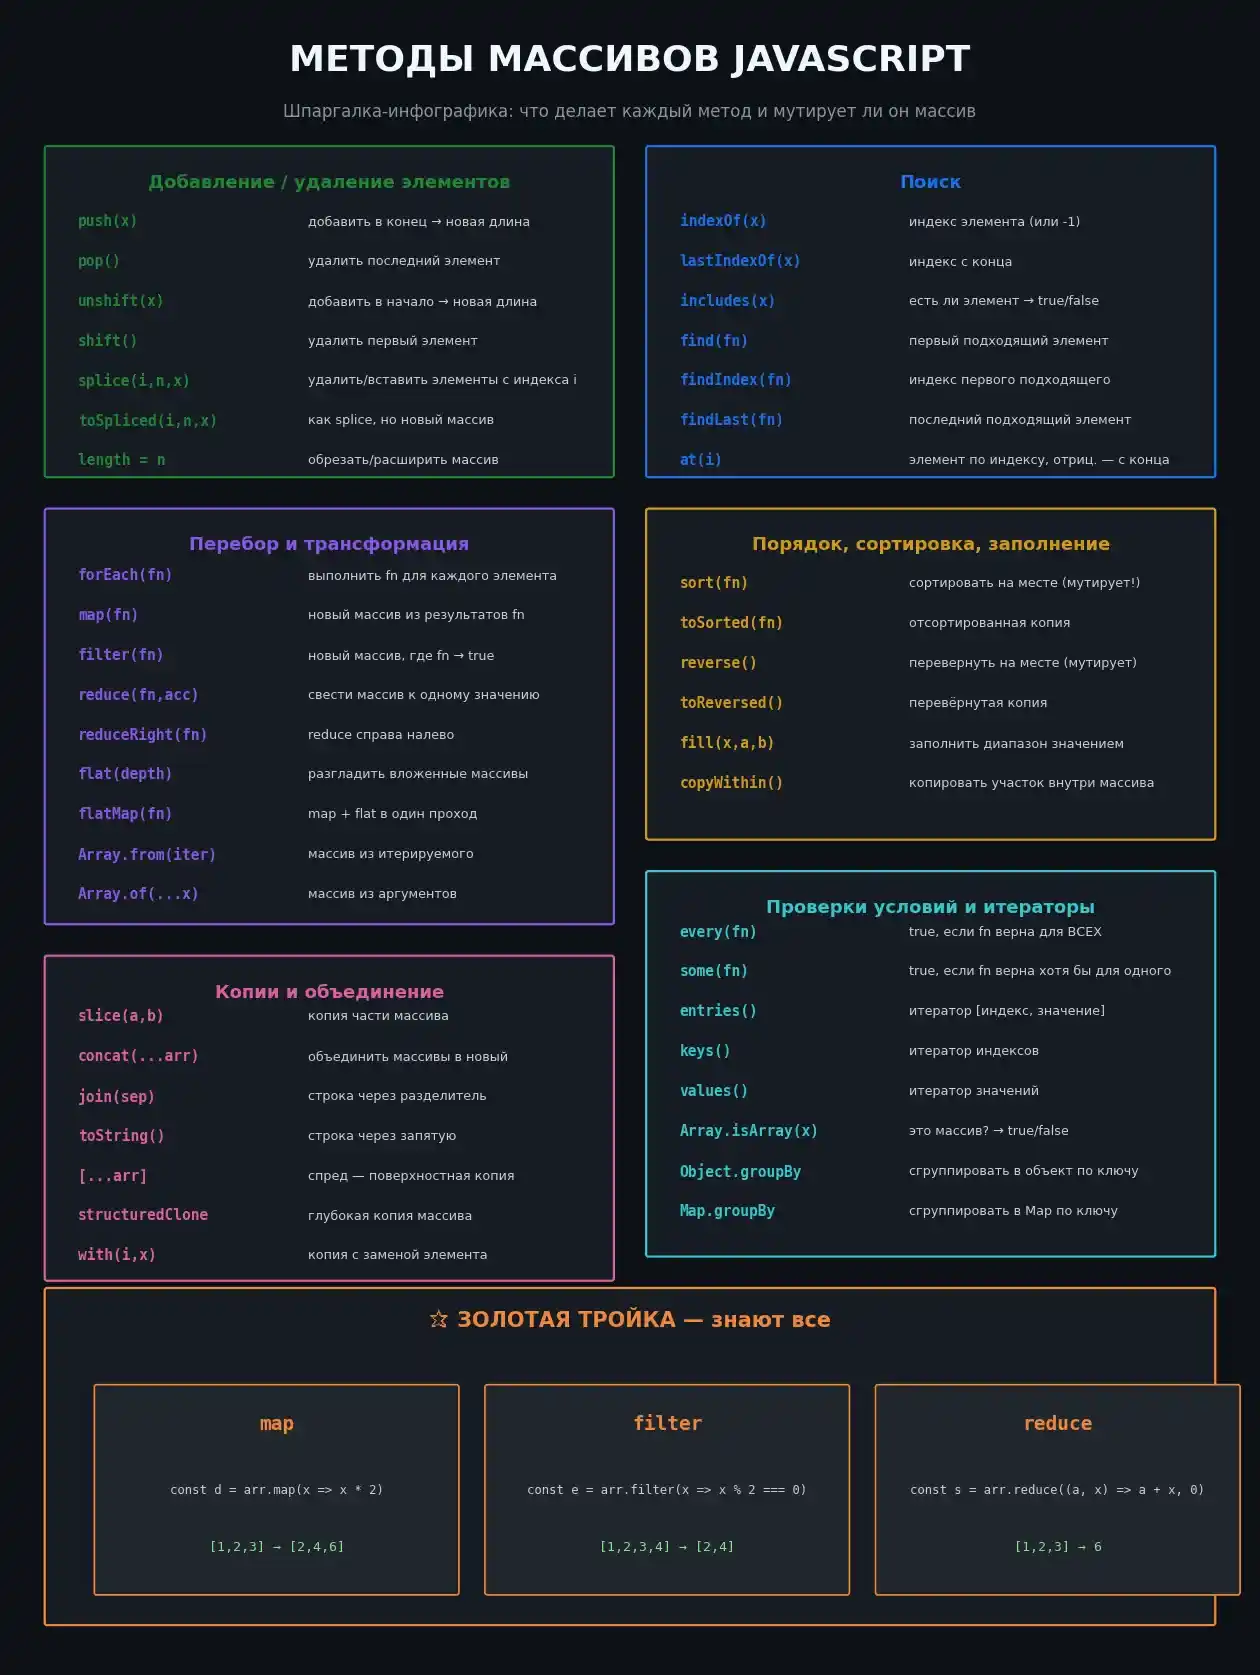 МЕТОДЫ МАССИВОВ JAVASCRIPT
Шпаргалка-инфографика: что делает каждый метод и мутирует ли он массив
Добавление / удаление элементов
push(x) добавить в конец → новая длина
pop() удалить последний элемент
unshift(x) добавить в начало → новая длина
shift() удалить первый элемент
splice(i,n,x) удалить/вставить элементы с индекса i
toSpliced(i,n,x) как splice, но новый массив
length = n обрезать/расширить массив
Поиск
indexOf(x) индекс элемента (или -1)
lastIndexOf(x) индекс с конца
includes(x) есть ли элемент → true/false
find(fn) первый подходящий элемент
findIndex(fn) индекс первого подходящего
findLast(fn) последний подходящий элемент
at(i) элемент по индексу, отриц. — с конца
Перебор и трансформация
forEach(fn) выполнить fn для каждого элемента
map(fn) новый массив из результатов fn
filter(fn) новый массив, где fn → true
reduce(fn,acc) свести массив к одному значению
reduceRight(fn) reduce справа налево
flat(depth) разгладить вложенные массивы
flatMap(fn) map + flat в один проход
Array.from(iter) массив из итерируемого
Array.of(...x) массив из аргументов
Порядок, сортировка, заполнение
sort(fn) сортировать на месте (мутирует!)
toSorted(fn) отсортированная копия
reverse() перевернуть на месте (мутирует)
toReversed() перевёрнутая копия
fill(x,a,b) заполнить диапазон значением
copyWithin() копировать участок внутри массива
Проверки условий и итераторы
every(fn) true, если fn верна для ВСЕХ
some(fn) true, если fn верна хотя бы для одного
entries() итератор [индекс, значение]
keys() итератор индексов
values() итератор значений
Array.isArray(x) это массив? → true/false
Object.groupBy сгруппировать в объект по ключу
Map.groupBy сгруппировать в Map по ключу
Копии и объединение
slice(a,b) копия части массива
concat(...arr) объединить массивы в новый
join(sep) строка через разделитель
toString() строка через запятую
[...arr] спред — поверхностная копия
structuredClone глубокая копия массива
with(i,x) копия с заменой элемента
☆ ЗОЛОТАЯ ТРОЙКА — знают все
map
const d = arr.map(x => x * 2)
[1,2,3] → [2,4,6]
filter
const e = arr.filter(x => x % 2 === 0)
[1,2,3,4] → [2,4]
reduce
const s = arr.reduce((a, x) => a + x, 0)
[1,2,3] → 6